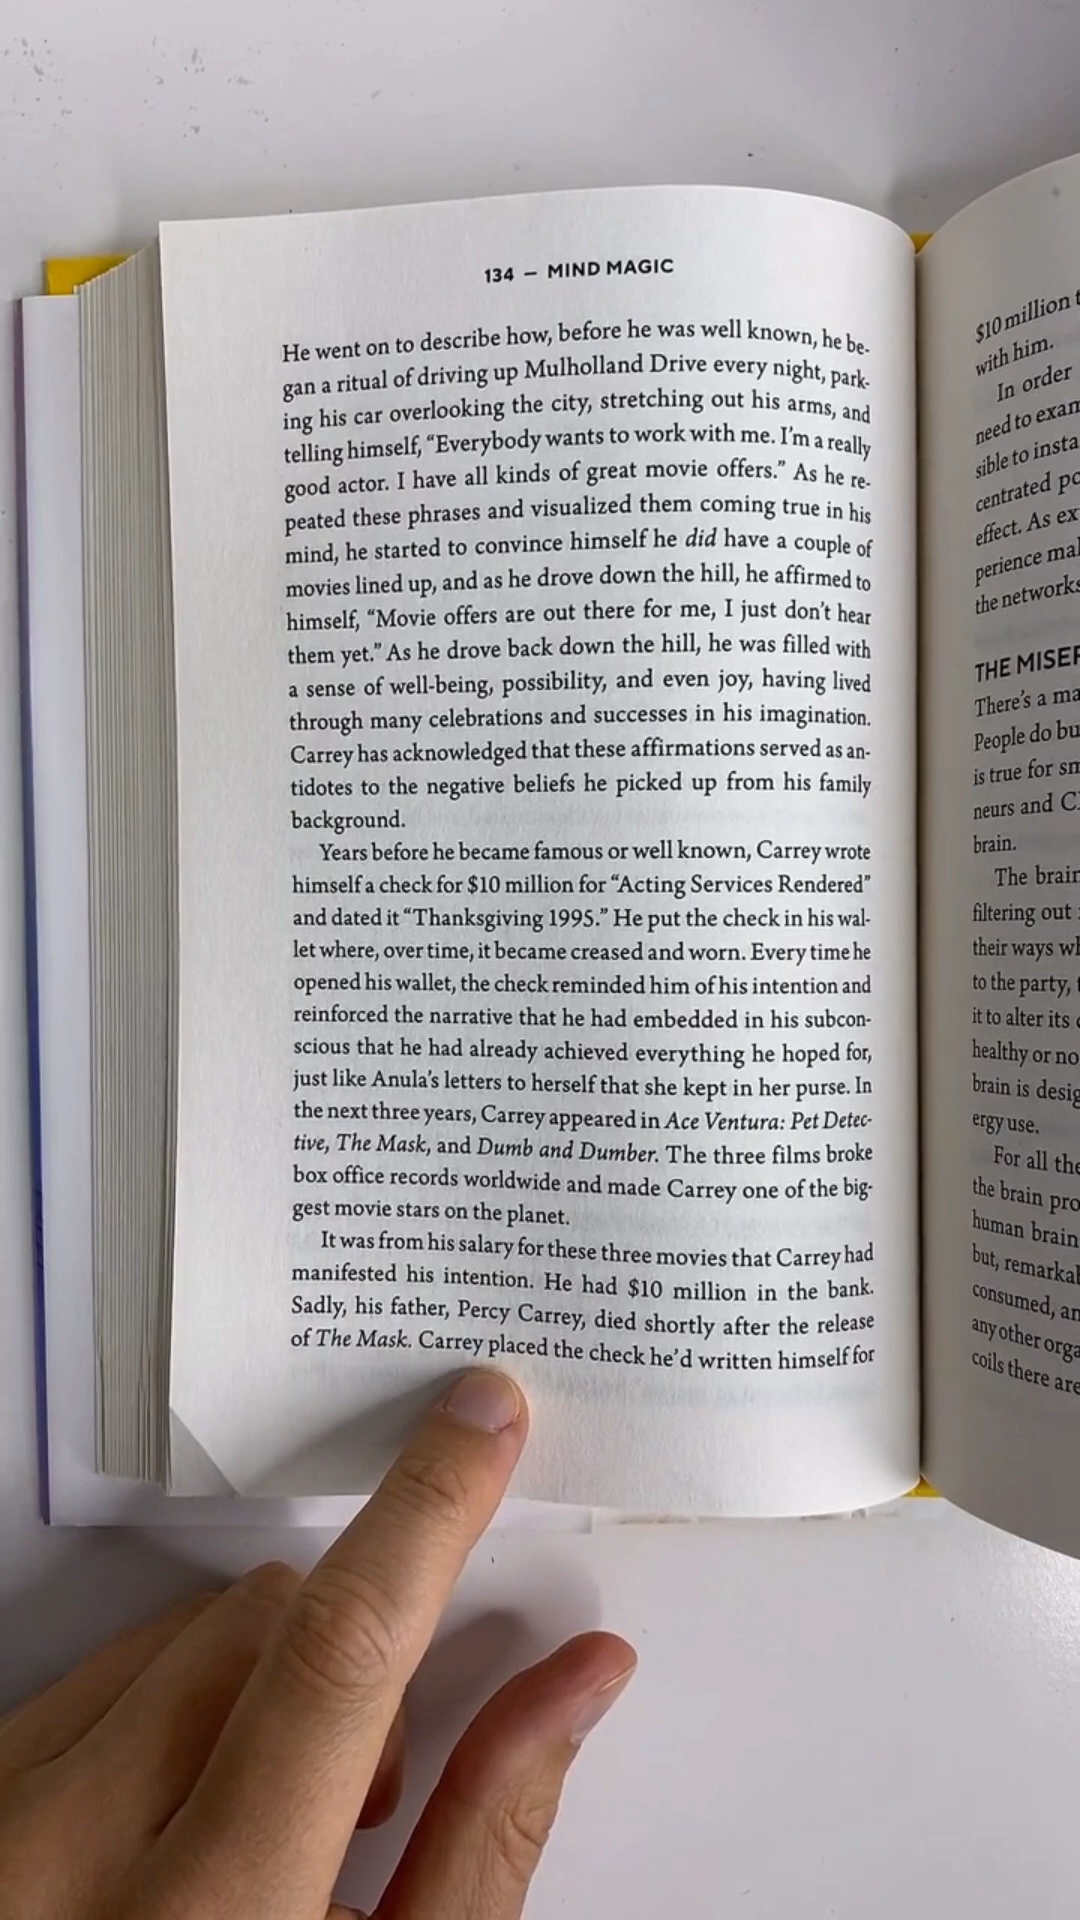 134 — MIND MAGIC
He went on to describe how, before he was well known, he be-
gan a ritual of driving up Mulholland Drive every night, park-
ing his car overlooking the city, stretching out his arms, and
telling himself, “Everybody wants to work with me. I’m a really
good actor. I have all kinds of great movie offers.” As he re-
peated these phrases and visualized them coming true in his
mind, he started to convince himself he did have a couple of
movies lined up, and as he drove down the hill, he affirmed to
himself, “Movie offers are out there for me, I just don’t hear
them yet.” As he drove back down the hill, he was filled with
a sense of well-being, possibility, and even joy, having lived
through many celebrations and successes in his imagination.
Carrey has acknowledged that these affirmations served as an-
tidotes to the negative beliefs he picked up from his family
background.
Years before he became famous or well known, Carrey wrote
himself a check for $10 million for “Acting Services Rendered”
and dated it “Thanksgiving 1995.” He put the check in his wal-
let where, over time, it became creased and worn. Every time he
opened his wallet, the check reminded him of his intention and
reinforced the narrative that he had embedded in his subcon-
scious that he had already achieved everything he hoped for,
just like Anula’s letters to herself that she kept in her purse. In
the next three years, Carrey appeared in Ace Ventura: Pet Detec-
tive, The Mask, and Dumb and Dumber. The three films broke
box office records worldwide and made Carrey one of the big-
gest movie stars on the planet.
It was from his salary for these three movies that Carrey had
manifested his intention. He had $10 million in the bank.
Sadly, his father, Percy Carrey, died shortly after the release
of The Mask. Carrey placed the check he’d written himself for
$10 million
with him.
In order
need to
sible to
centrated
effect. As
perience
the networks
THE
There’s a
People do
is true for
neurs and
brain.
The brain
filtering out
their ways
to the party,
it to alter its
healthy or
brain is
ergy use.
For all the
the brain
human brain
but,
consumed,
any other
coils there are